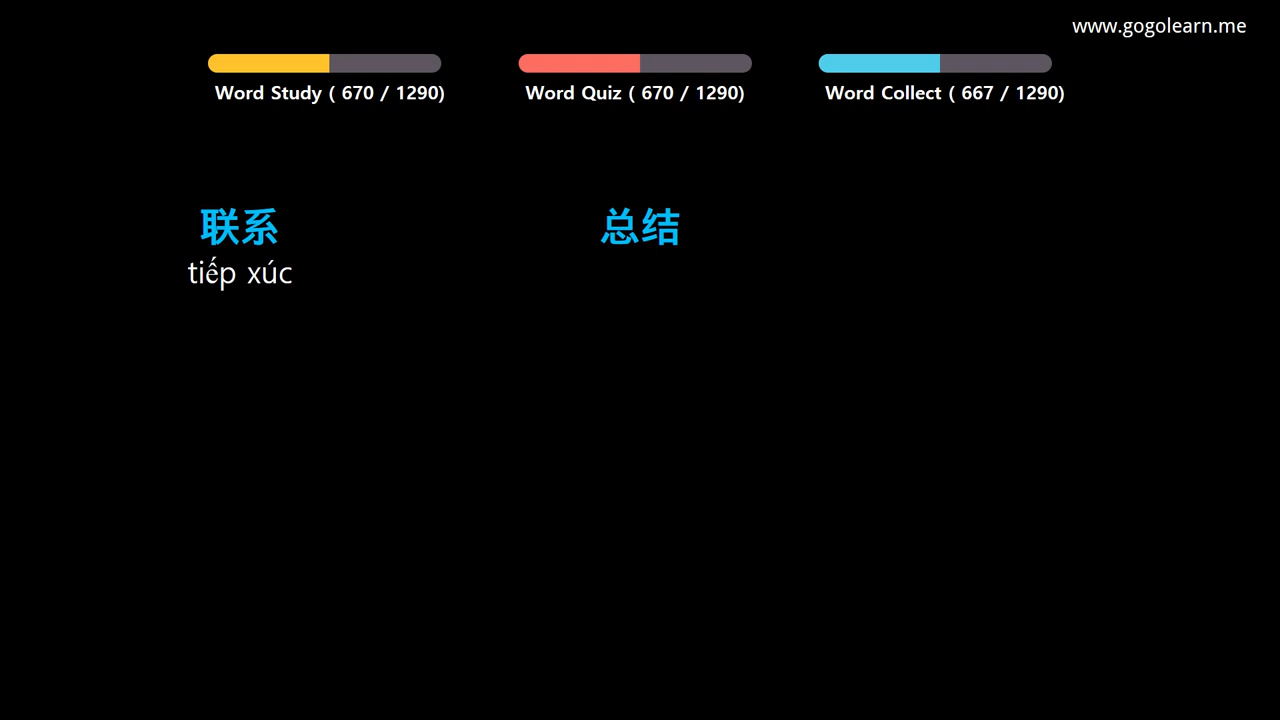 www.gogolearn.me
Word Study ( 670 / 1290)
Word Quiz ( 670 / 1290)
Word Collect ( 667 / 1290)
联系
总结
tiếp xúc